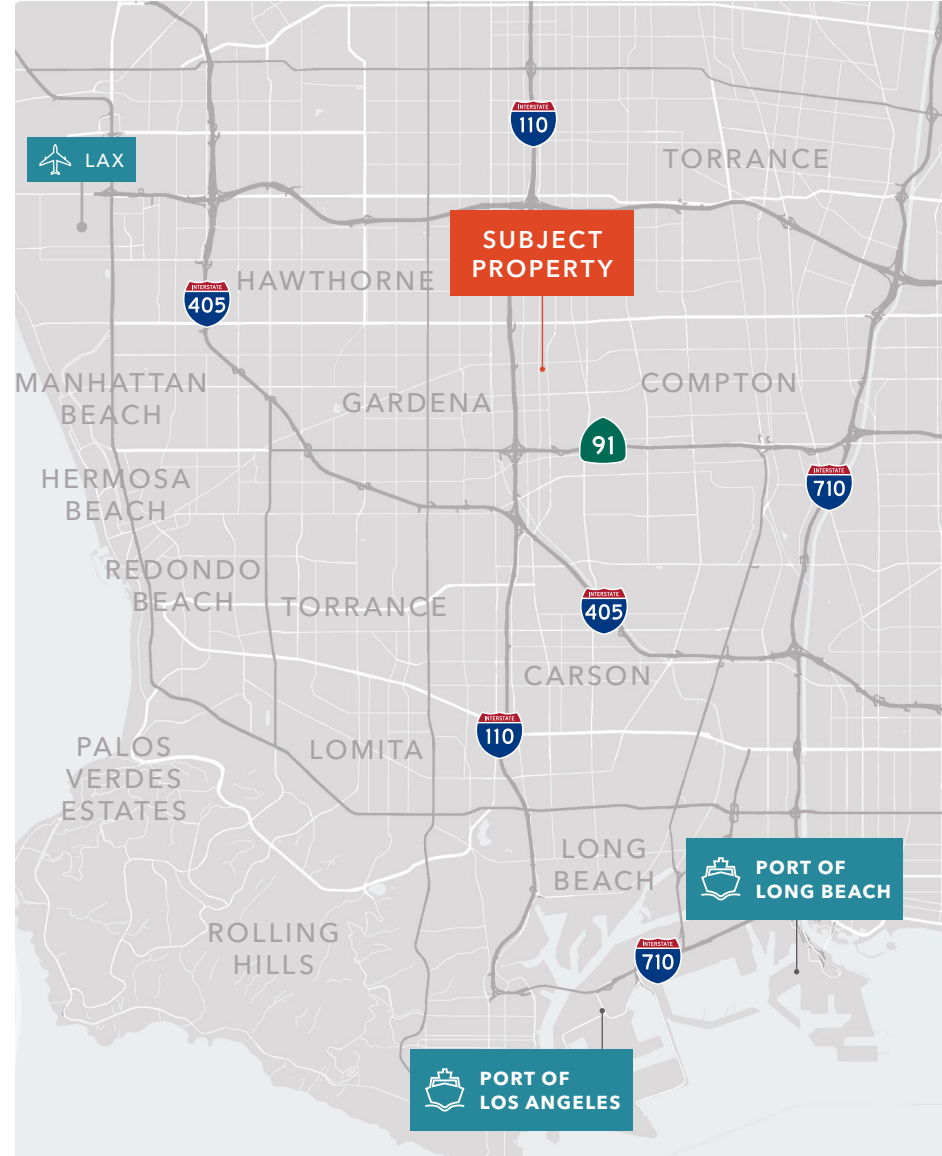 INTERSTATE
110
TORRANCE
LAX
SUBJECT
PROPERTY
HAWTHORNE
INTERSTATE
405
MANHATTAN
BEACH
COMPTON
GARDENA
91
HERMOSA
BEACH
INTERSTATE
710
REDONDO
BEACH
TORRANCE
INTERSTATE
405
CARSON
INTERSTATE
110
PALOS
VERDES
ESTATES
LOMITA
LONG
BEACH
PORT OF
LONG BEACH
ROLLING
HILLS
INTERSTATE
710
PORT OF
LOS ANGELES